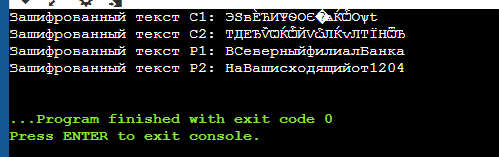 Зашифрованный текст C1:
Зашифрованный текст C2:
Зашифрованный текст P1: ВСеверныйфилиалБанка
Зашифрованный текст P2: НаВашисходящийот1204
...Program finished with exit code 0
Press ENTER to exit console.